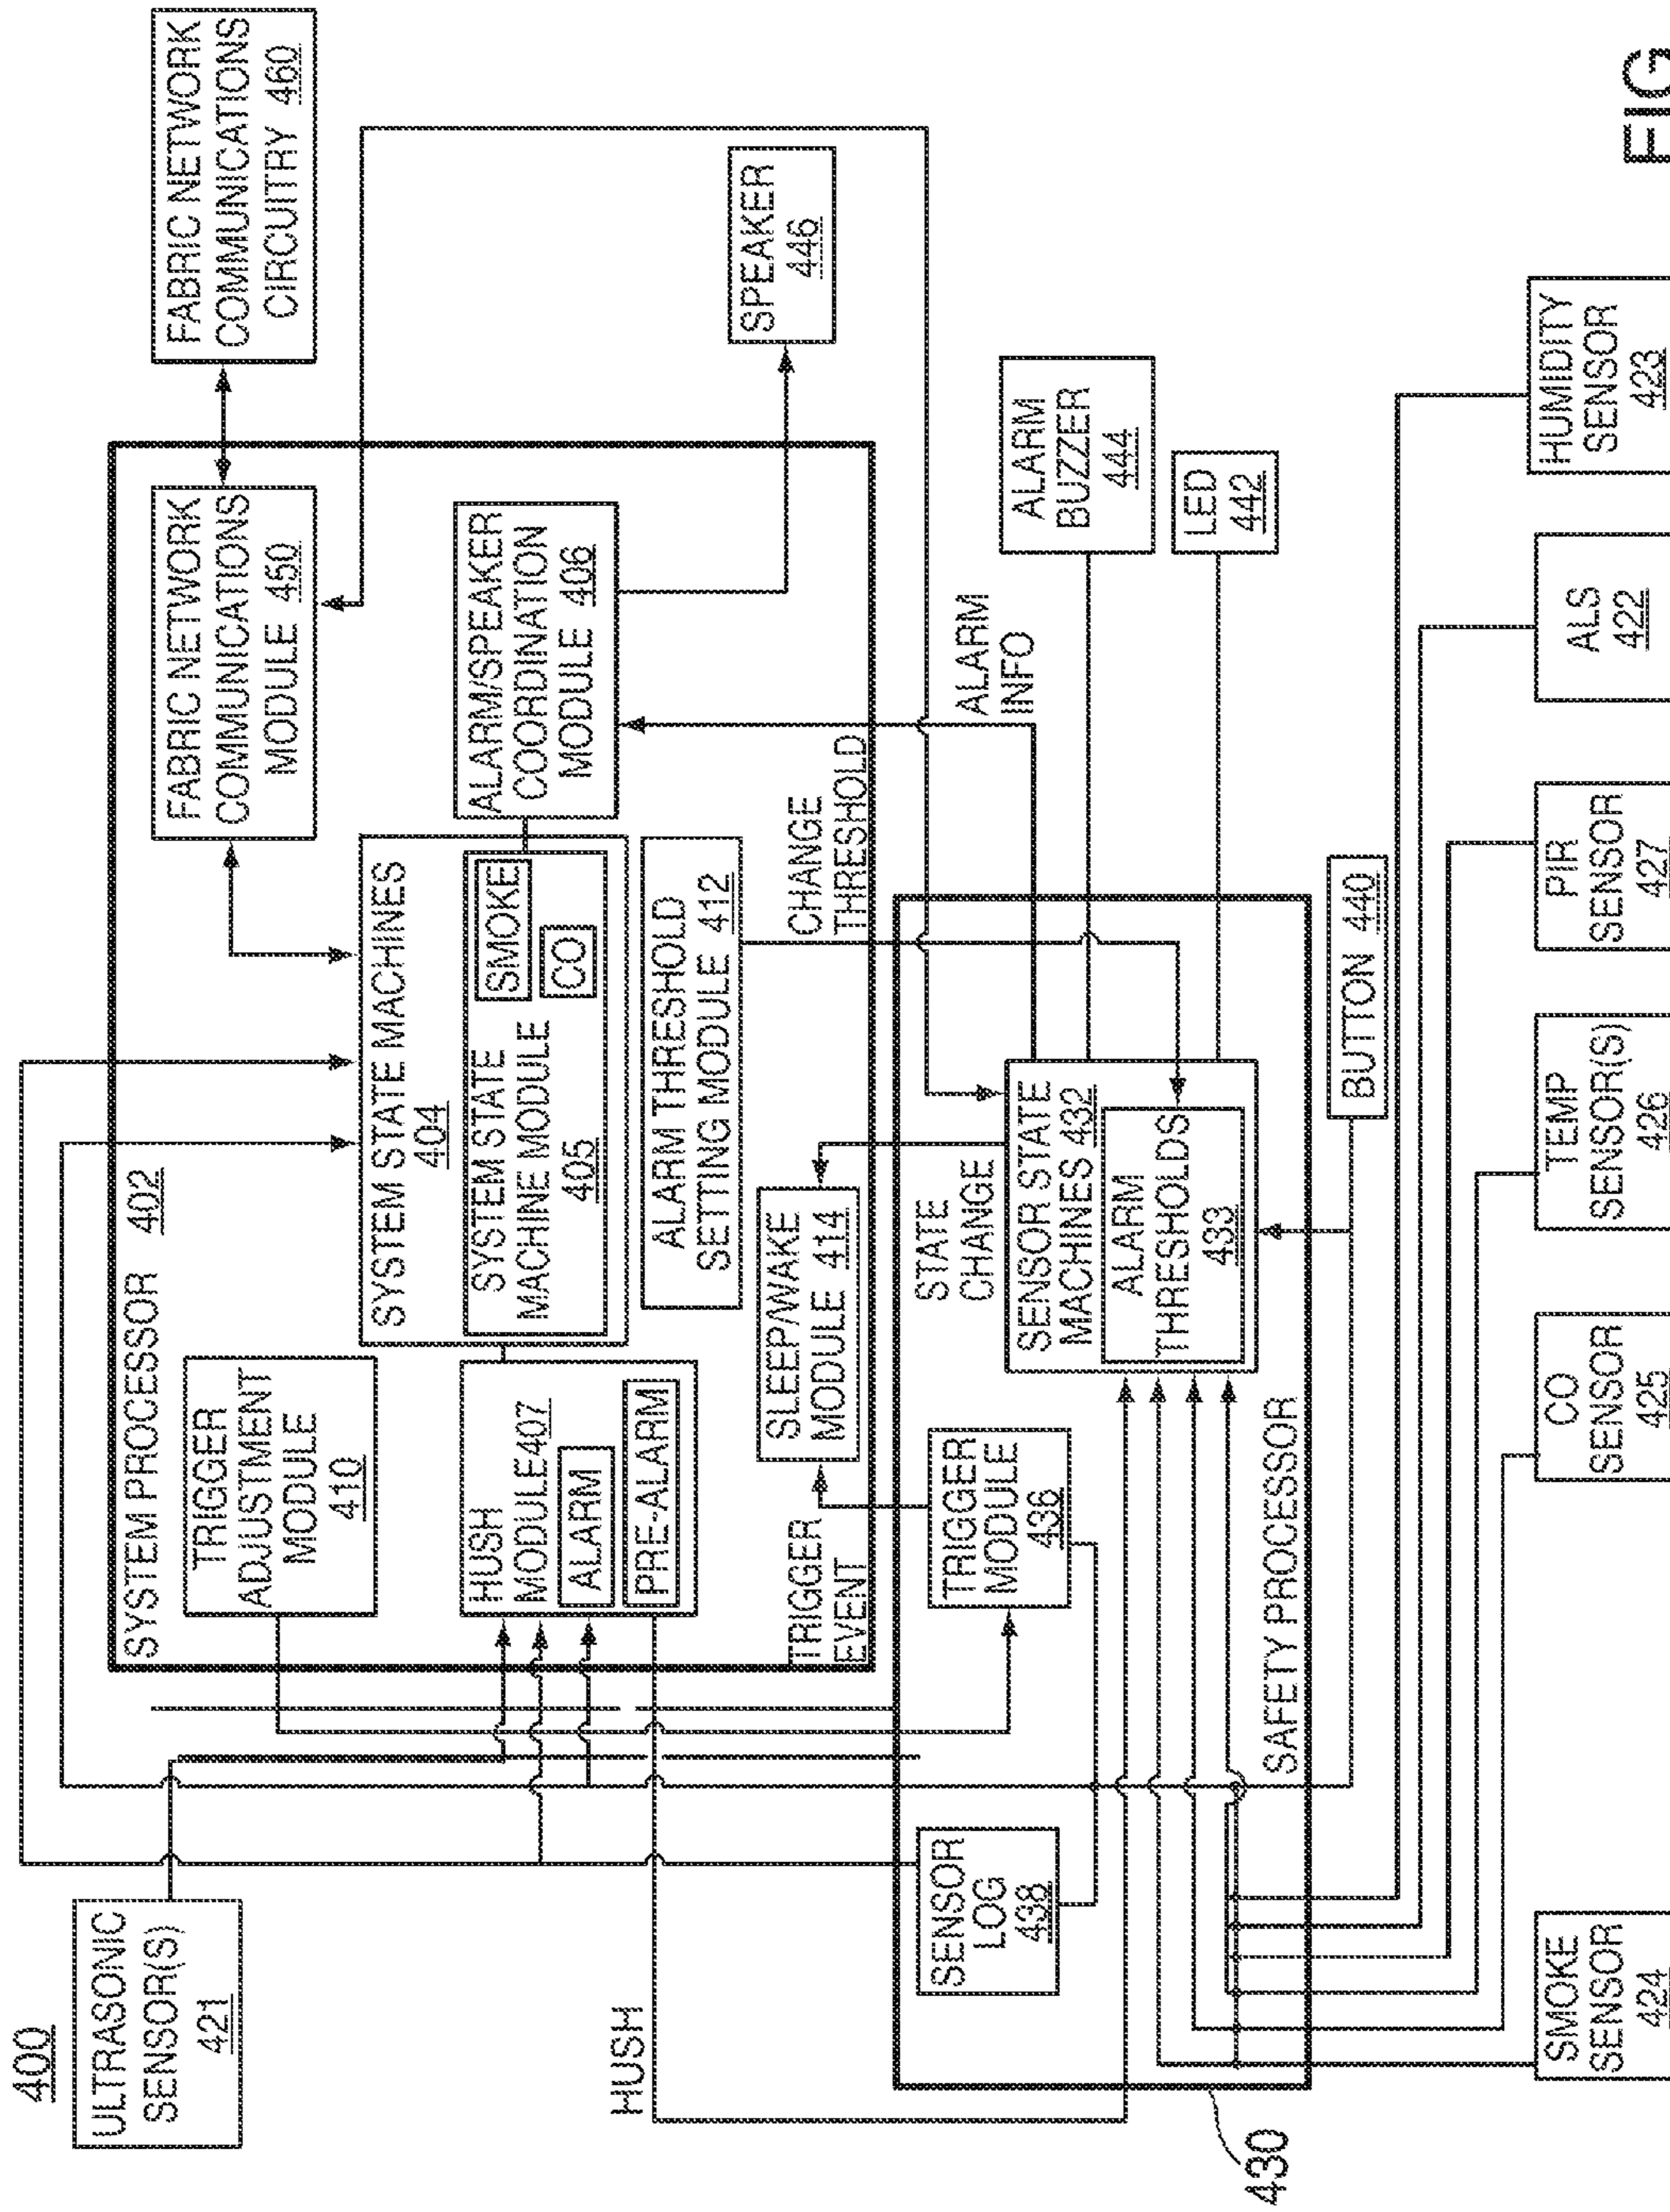 400
ULTRASONIC
SENSOR(S)
421
SYSTEM PROCESSOR 402
TRIGGER
ADJUSTMENT
MODULE
410
FABRIC NETWORK
COMMUNICATIONS
MODULE 450
FABRIC NETWORK
COMMUNICATIONS
CIRCUITRY 460
SYSTEM STATE MACHINES
404
SYSTEM STATE
MACHINE MODULE
405
SMOKE
CO
HUSH
MODULE 407
ALARM
PRE-ALARM
ALARM/SPEAKER
COORDINATION
MODULE 406
SPEAKER
446
ALARM THRESHOLD
SETTING MODULE 412
SLEEP/WAKE
MODULE 414
CHANGE
THRESHOLD
TRIGGER
EVENT
HUSH
STATE
CHANGE
ALARM
INFO
SENSOR
LOG
438
TRIGGER
MODULE
436
SENSOR STATE
MACHINES 432
ALARM
THRESHOLDS
433
ALARM
BUZZER
444
LED
442
SAFETY PROCESSOR
430
BUTTON 440
SMOKE
SENSOR
424
CO
SENSOR
425
TEMP
SENSOR(S)
426
PIR
SENSOR
427
ALS
422
HUMIDITY
SENSOR
423
FIG